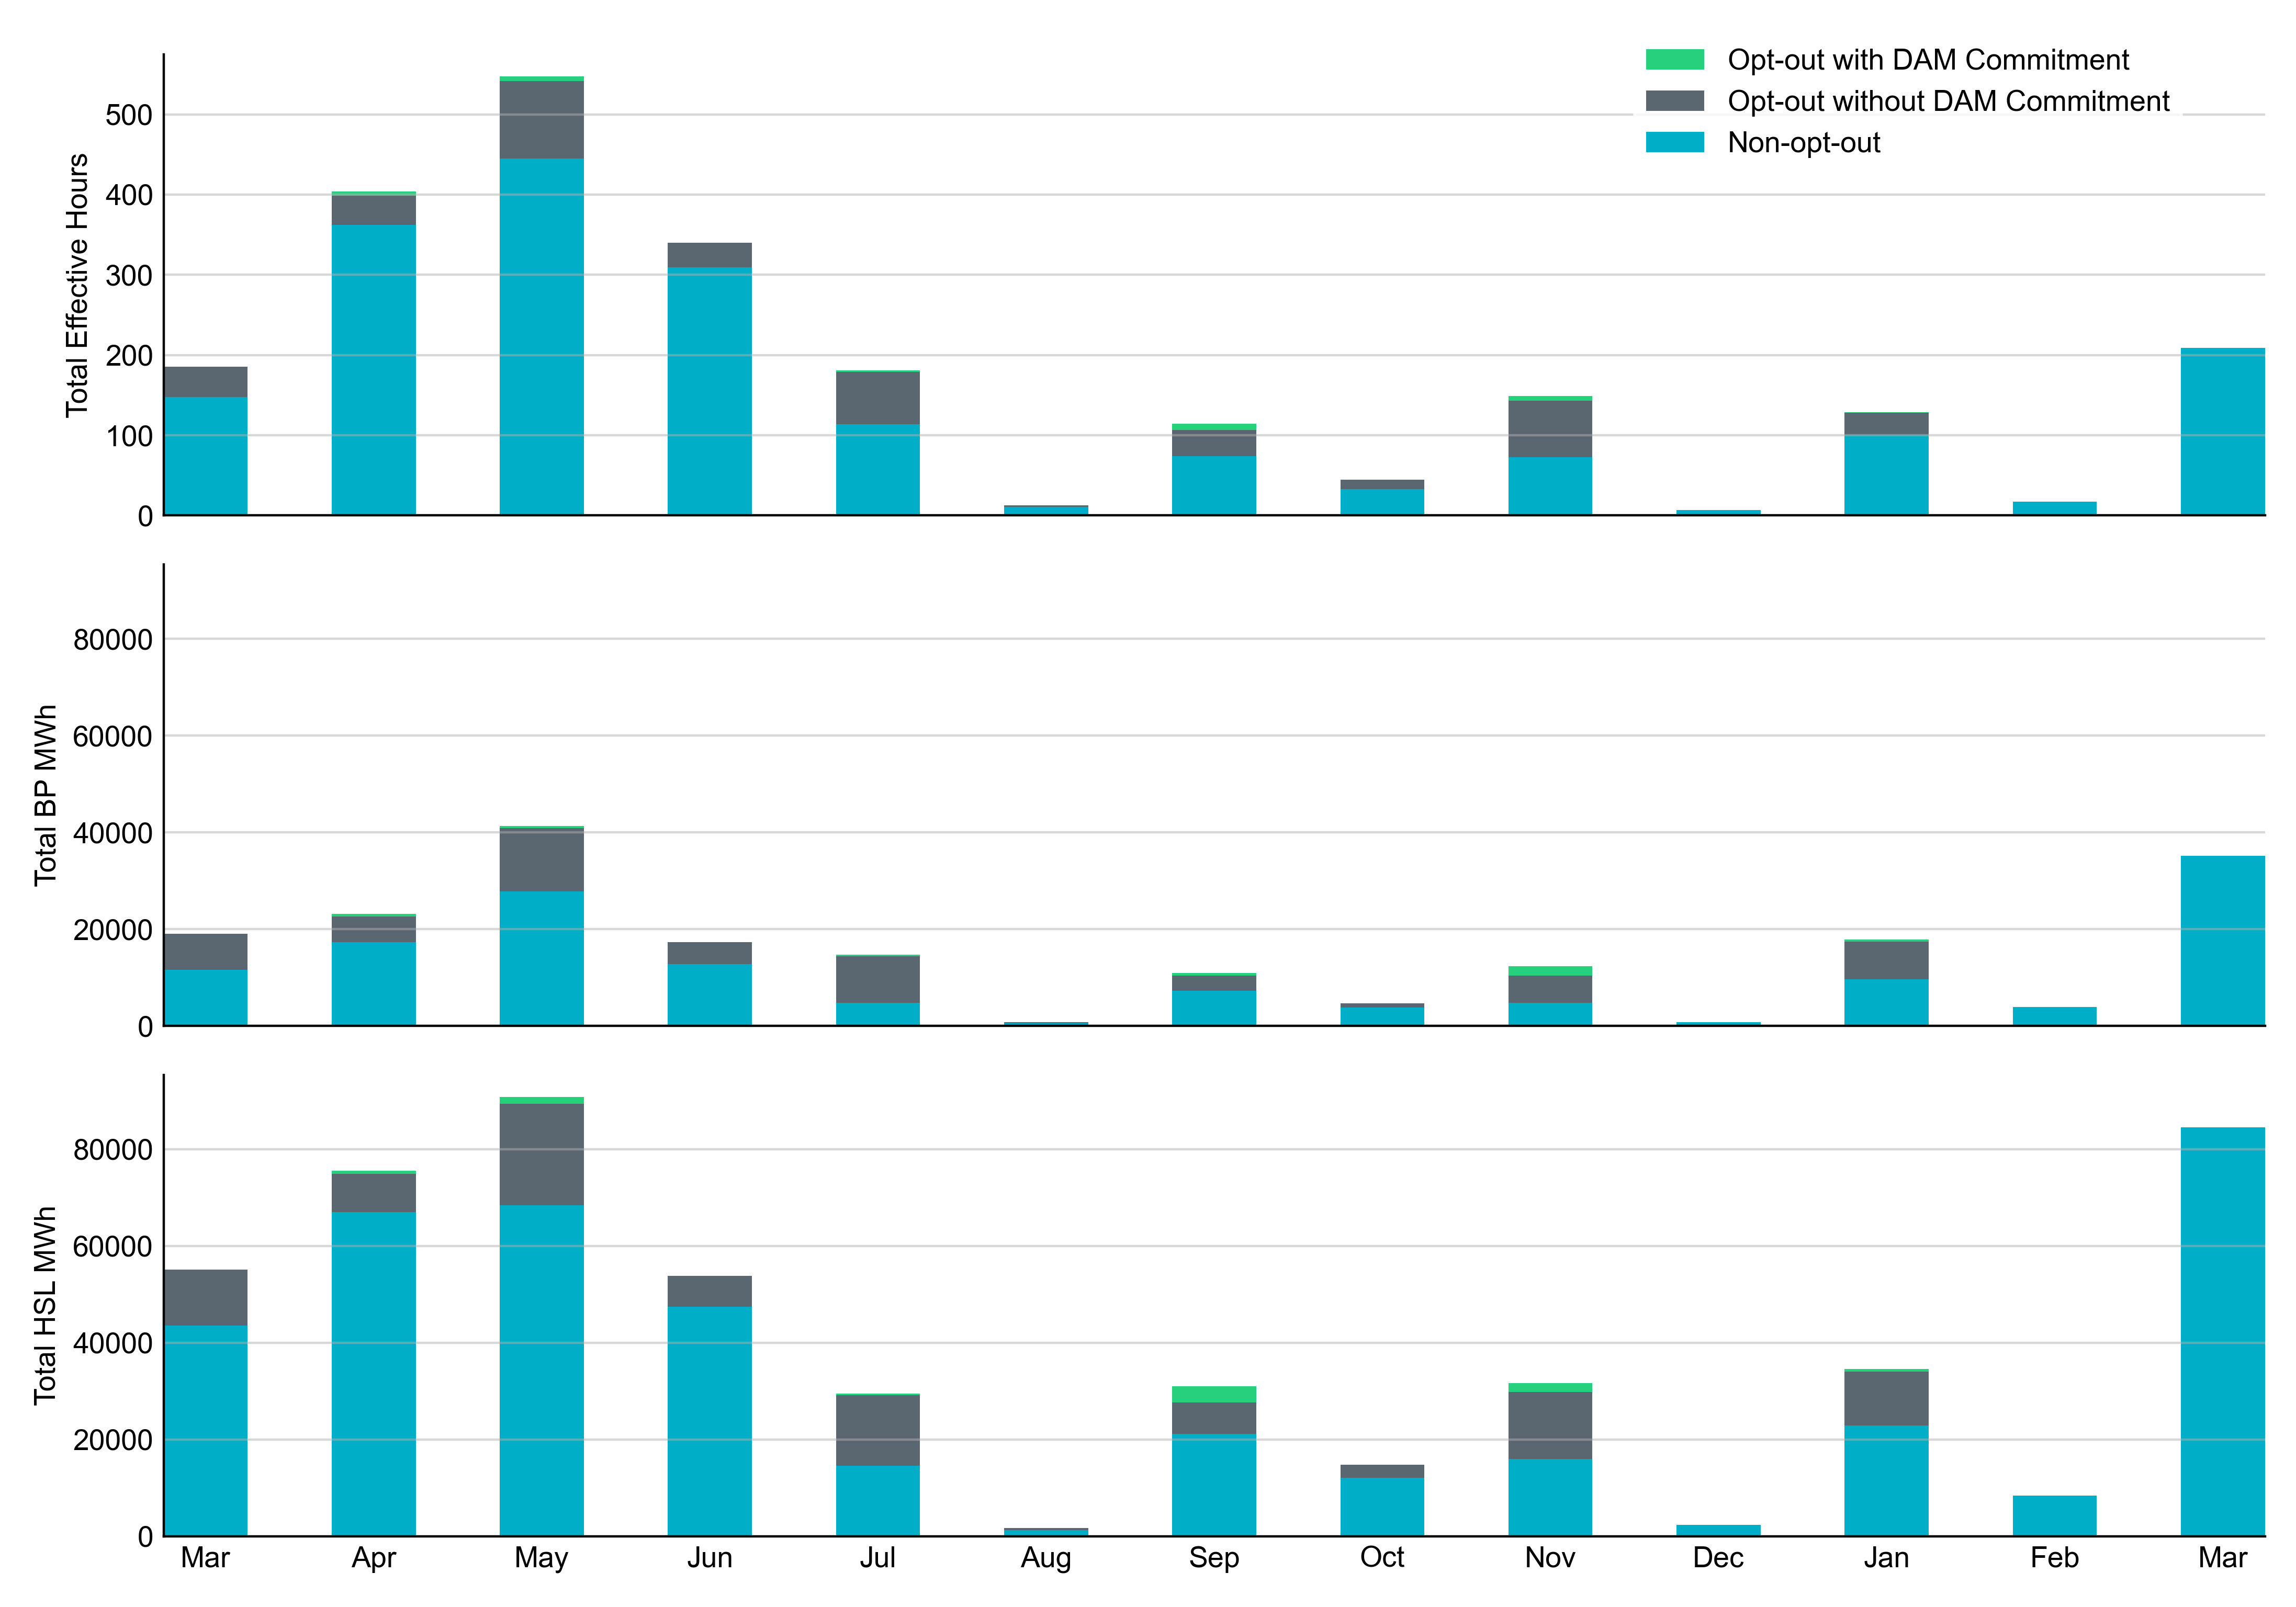 Opt-out with DAM Commitment
Opt-out without DAM Commitment
Non-opt-out
Total Effective Hours
500
400
300
200
100
0
Total BP MWh
80000
60000
40000
20000
0
Total HSL MWh
80000
60000
40000
20000
0
Mar Apr May Jun Jul Aug Sep Oct Nov Dec Jan Feb Mar